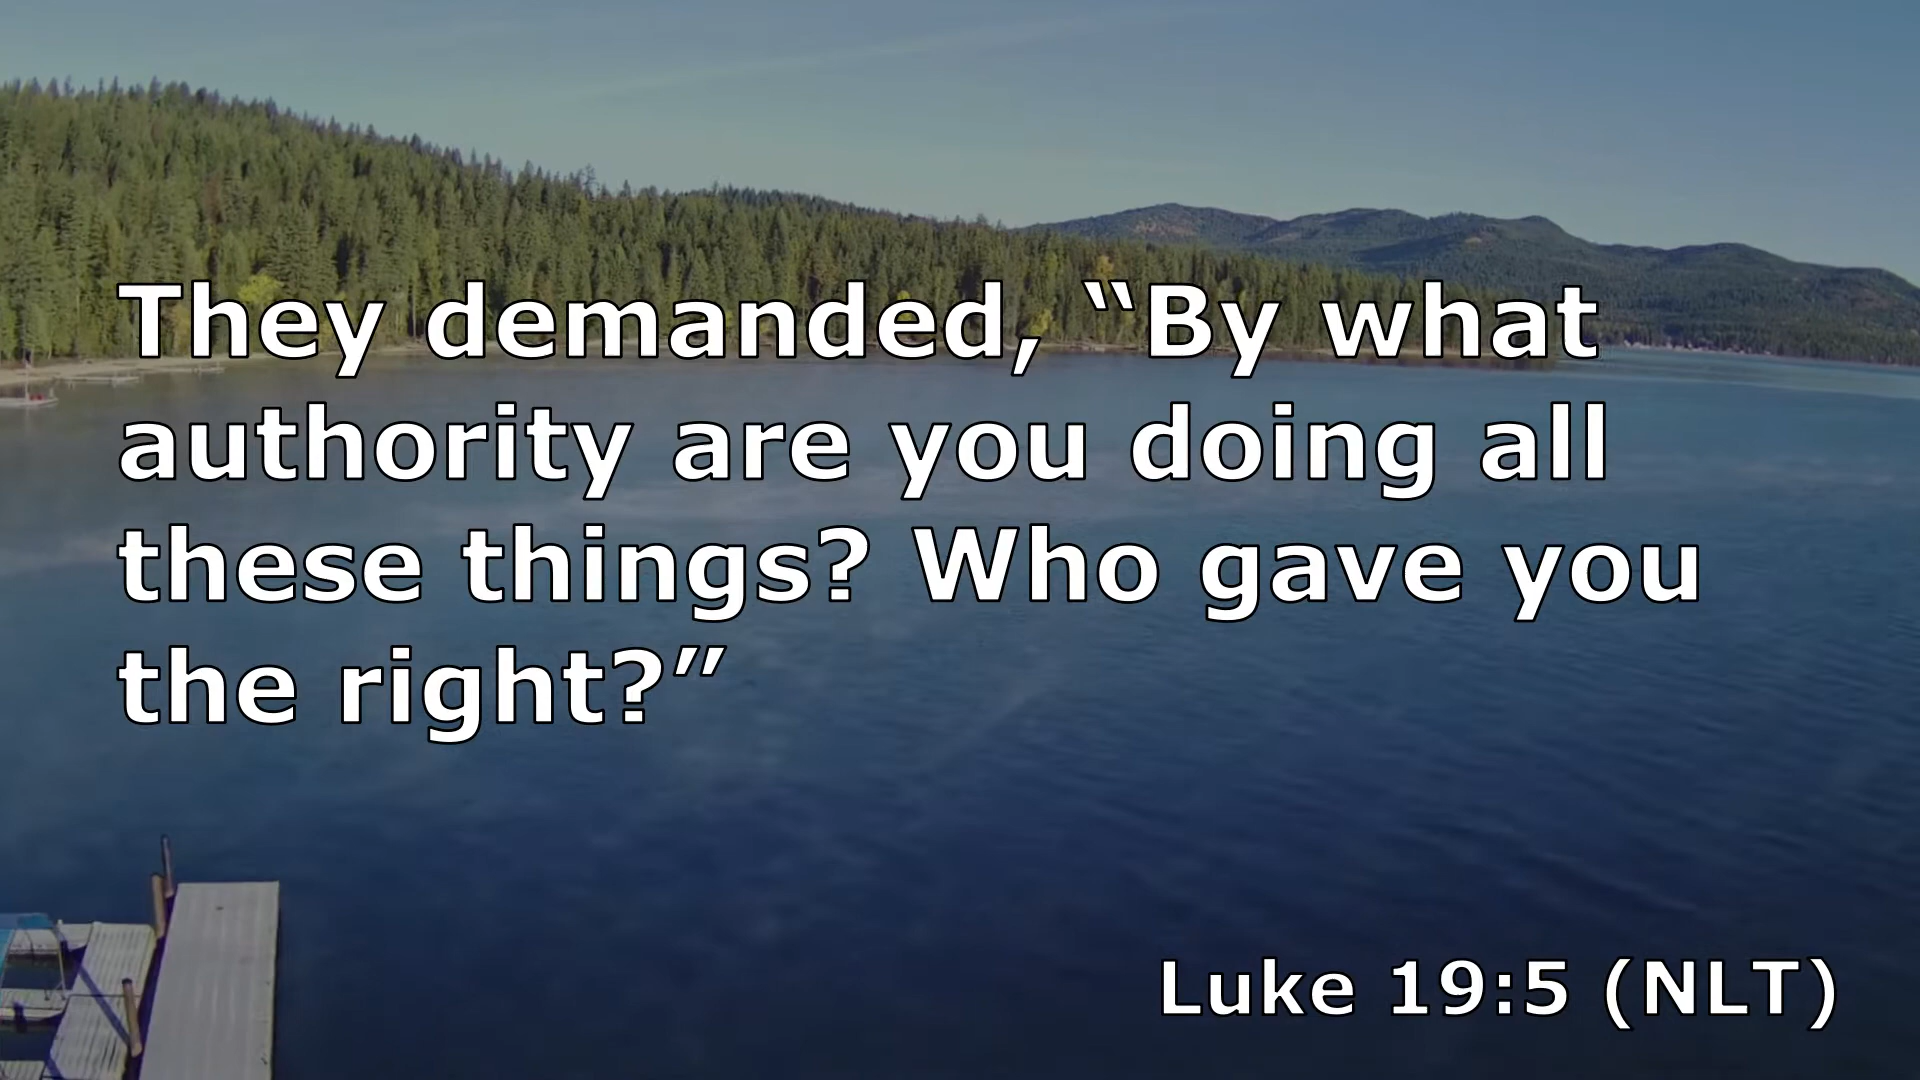 They demanded, “By what
authority are you doing all
these things? Who gave you
the right?”
Luke 19:5 (NLT)